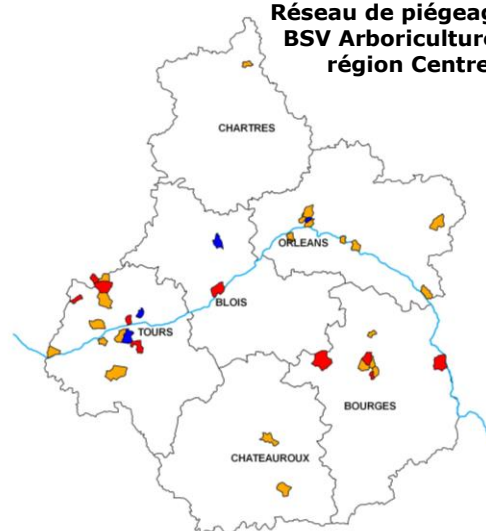 Réseau de piégeag
BSV Arboriculture
région Centre
CHARTRES
ORLEANS
BLOIS
TOURS
BOURGES
CHATEAUROUX